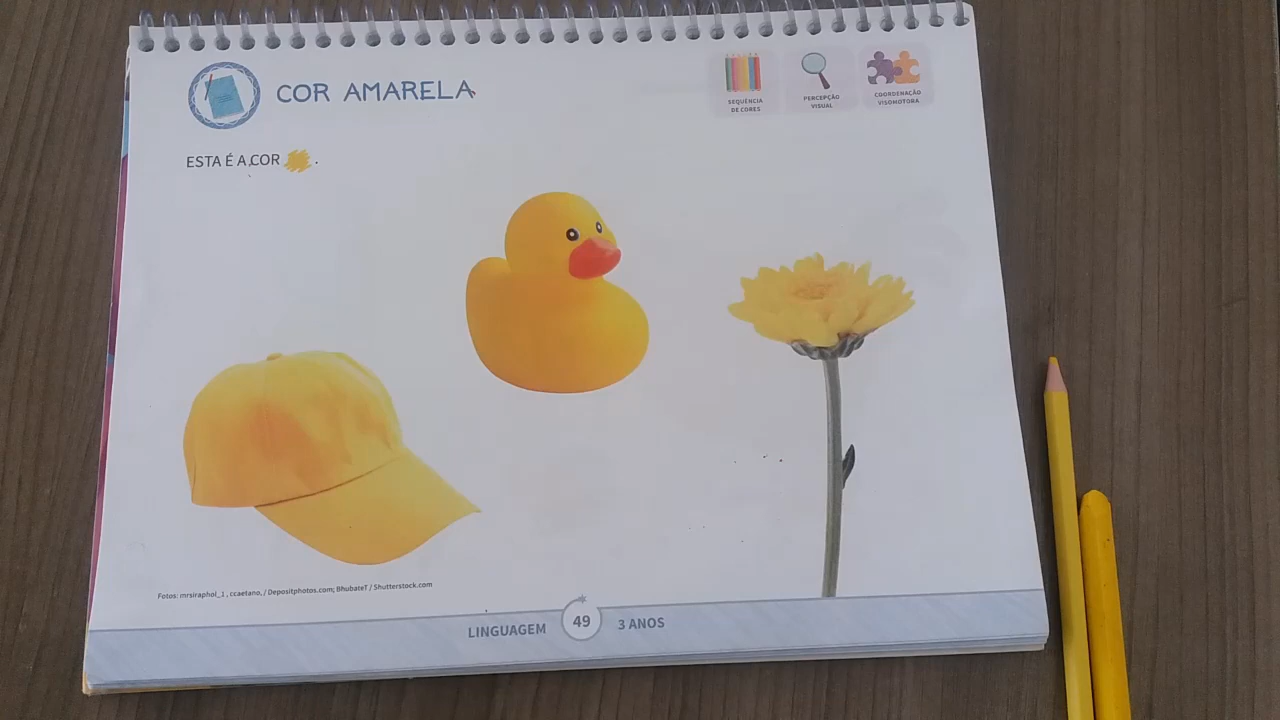 COR AMARELA
SEQUÊNCIA
DE CORES
PERCEPÇÃO
VISUAL
COORDENAÇÃO
VISOMOTORA
ESTA É A COR .
Fotos: mrsiraphol_1 , ccaetano, / Depositphotos.com; BhubateT / Shutterstock.com
LINGUAGEM 49 3 ANOS